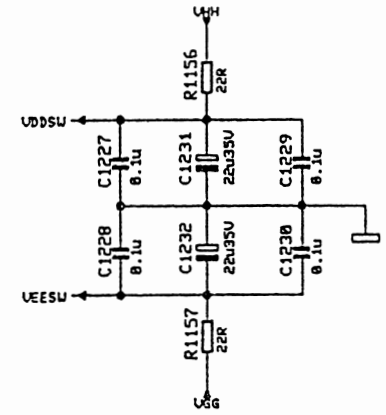 VHH
R1156
22R
VDDSW
C1227
0.1u
C1231
22u35V
C1229
0.1u
C1228
0.1u
C1232
22u35V
C1230
0.1u
VEESW
R1157
22R
VGG